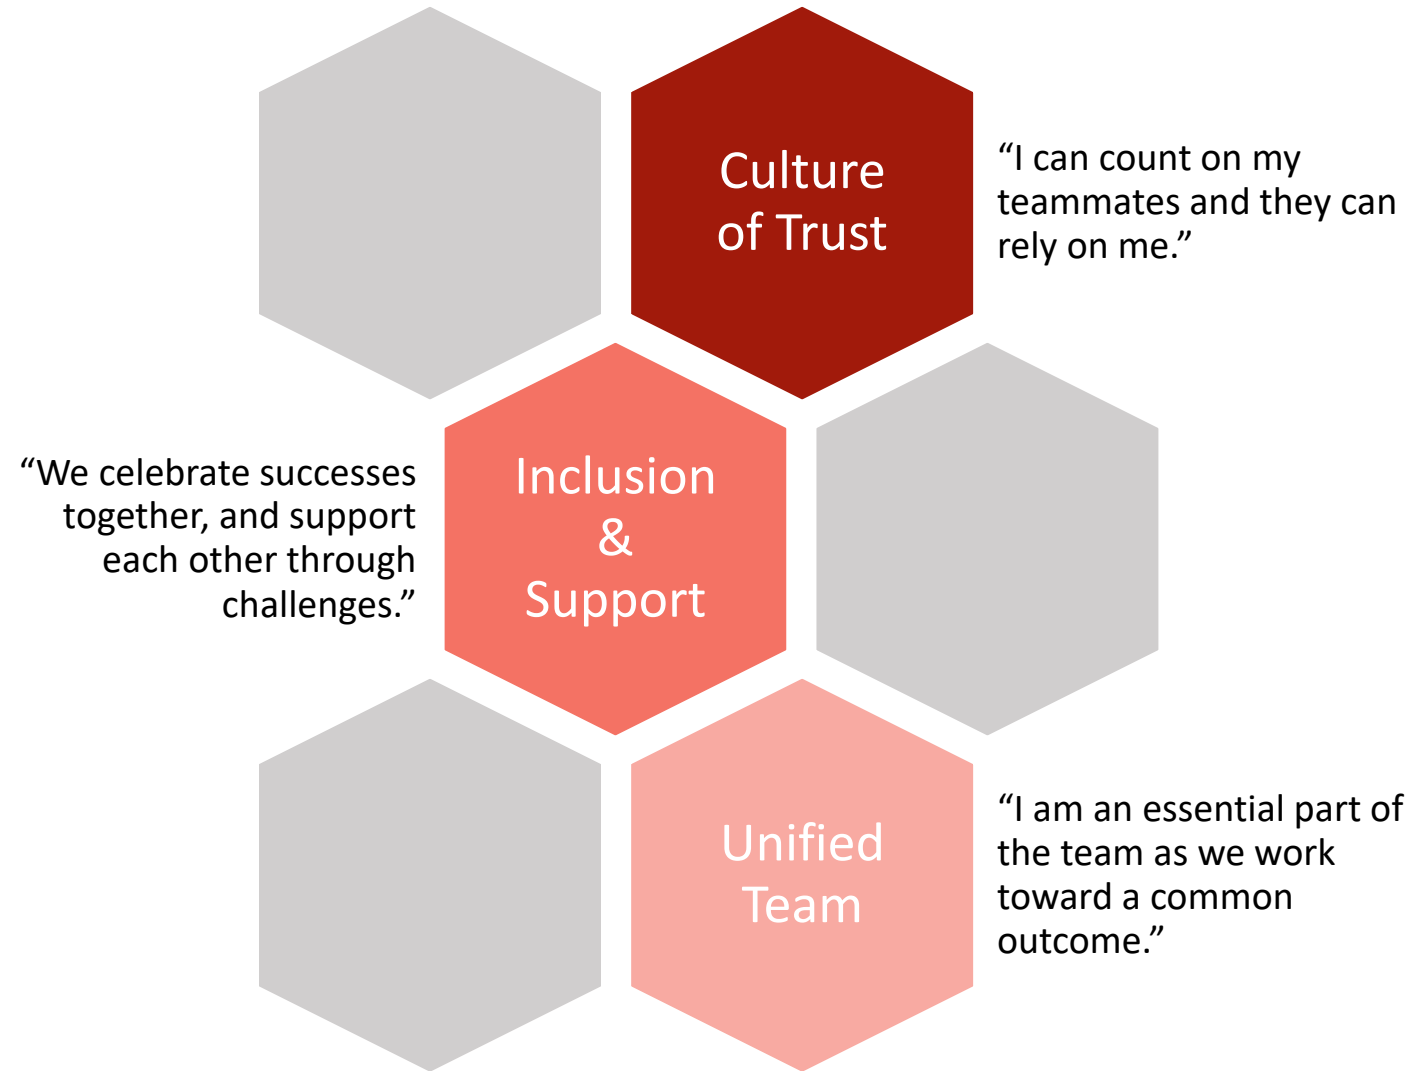 Culture
of Trust
“I can count on my
teammates and they can
rely on me.”
“We celebrate successes
together, and support
each other through
challenges.”
Inclusion
&
Support
Unified
Team
“I am an essential part of
the team as we work
toward a common
outcome.”